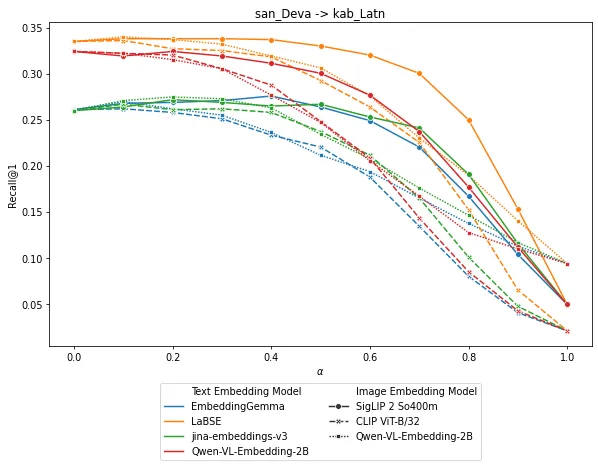 san_Deva -> kab_Latn
Recall@1
0.35
0.30
0.25
0.20
0.15
0.10
0.05
0.0
0.2
0.4
0.6
0.8
1.0
α
Text Embedding Model
EmbeddingGemma
LaBSE
jina-embeddings-v3
Qwen-VL-Embedding-2B
Image Embedding Model
SigLIP 2 So400m
CLIP ViT-B/32
Qwen-VL-Embedding-2B